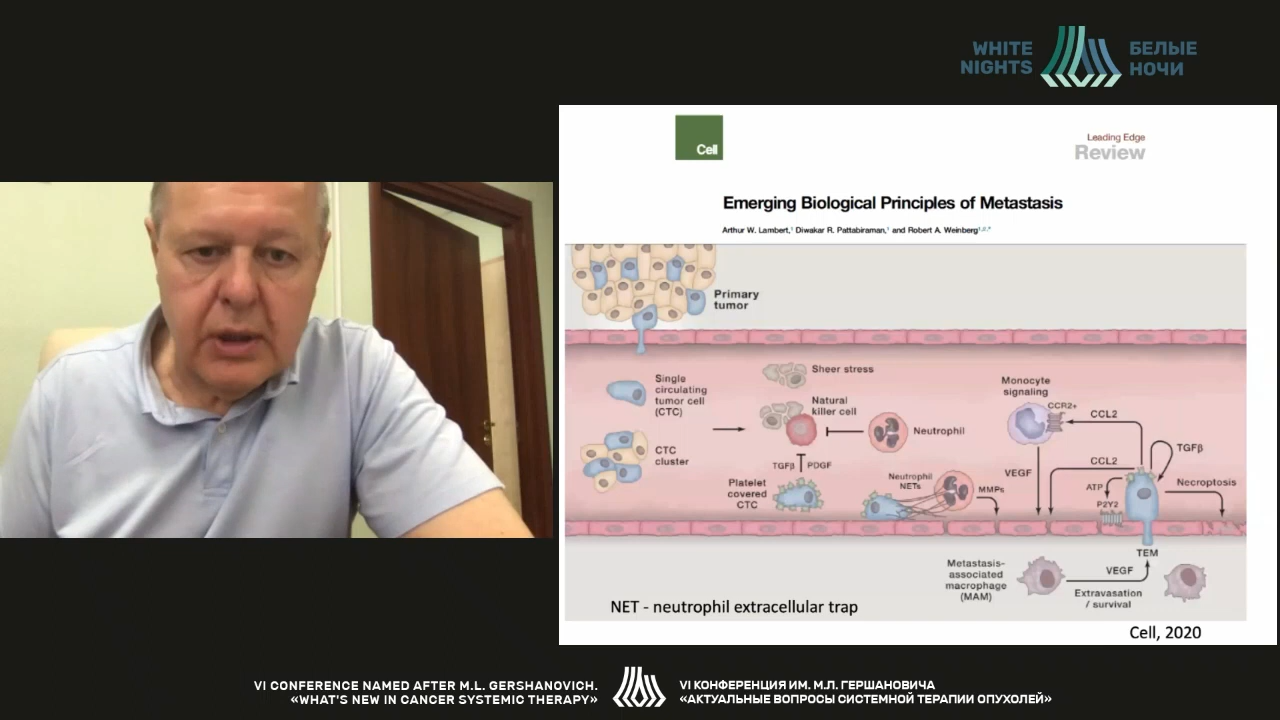 WHITE
NIGHTS
БЕЛЫЕ
НОЧИ
Cell
Leading Edge
Review
Emerging Biological Principles of Metastasis
Arthur W. Lambert,¹ Diwakar R. Pattabiraman,¹ and Robert A. Weinberg
Primary
tumor
Single
circulating
tumor cell
(CTC)
CTC
cluster
Sheer stress
Natural
killer cell
Neutrophil
TGFβ
PDGF
Platelet
covered
CTC
Neutrophil
NETs
MMPs
Monocyte
signaling
CCR2+
CCL2
VEGF
CCL2
TGFβ
ATP
P2Y2
Necroptosis
TEM
Metastasis-
associated
macrophage
(MAM)
VEGF
Extravasation
/ survival
NET - neutrophil extracellular trap
Cell, 2020
VI CONFERENCE NAMED AFTER M.L. GERSHANOVICH.
«WHAT'S NEW IN CANCER SYSTEMIC THERAPY»
VI КОНФЕРЕНЦИЯ ИМ. М.Л. ГЕРШАНОВИЧА
«АКТУАЛЬНЫЕ ВОПРОСЫ СИСТЕМНОЙ ТЕРАПИИ ОПУХОЛЕЙ»